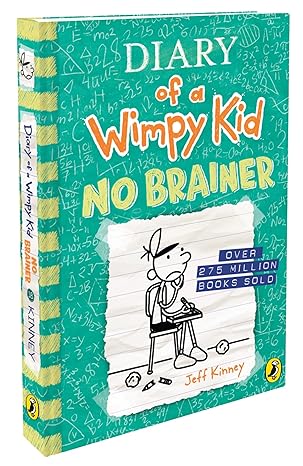 DIARY
of a
Wimpy Kid
NO BRAINER
OVER
275 MILLION
BOOKS SOLD
Jeff Kinney
Diary of a Wimpy Kid
NO
BRAINER
KINNEY